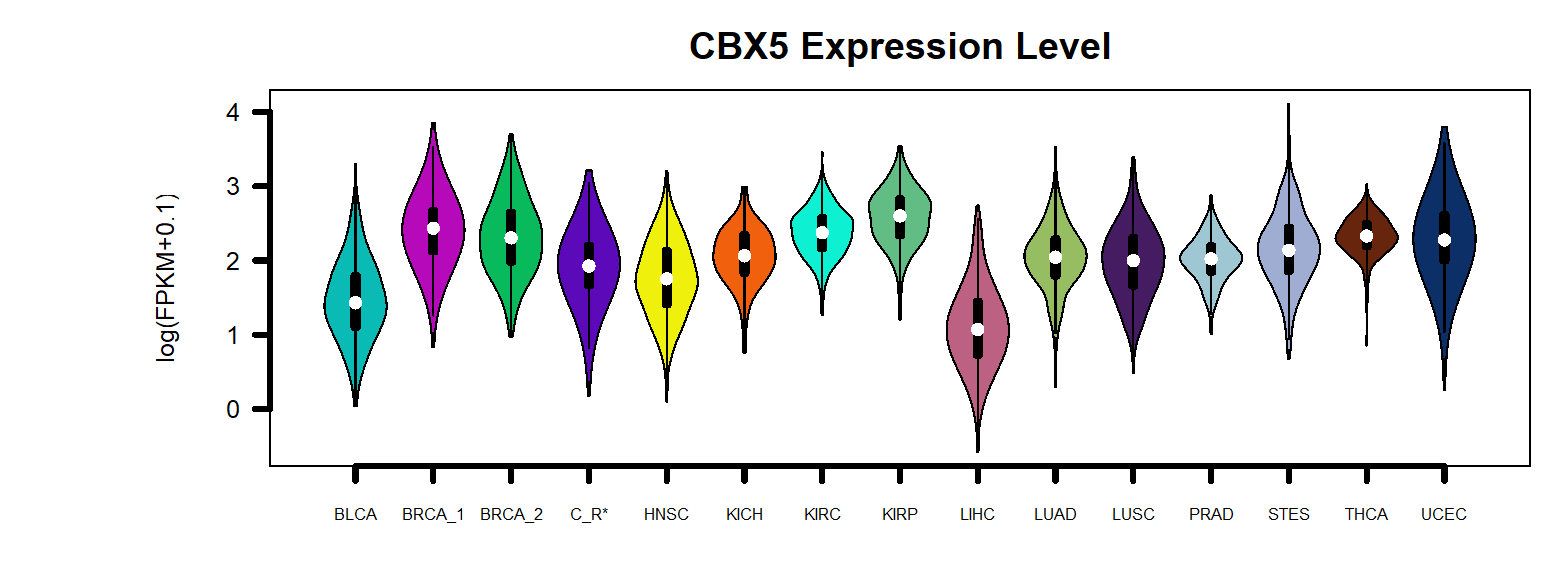 CBX5 Expression Level
log(FPKM+0.1)
4
3
2
1
0
BLCA BRCA_1 BRCA_2 C_R* HNSC KICH KIRC KIRP LIHC LUAD LUSC PRAD STES THCA UCEC